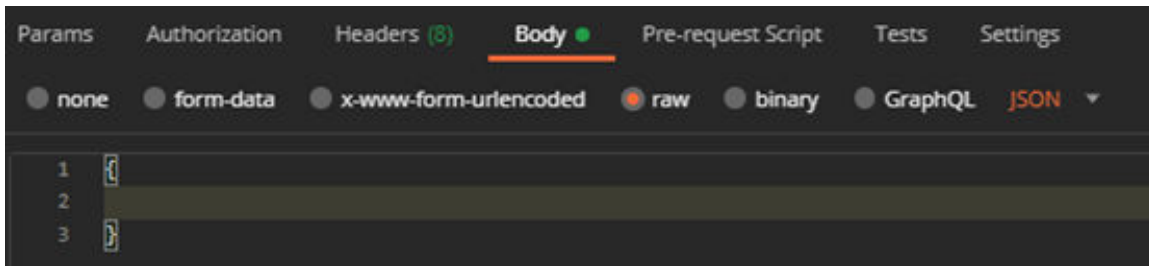 Params Authorization Headers (8) Body Pre-request Script Tests Settings
none form-data x-www-form-urlencoded raw binary GraphQL JSON
1 {
2
3 }